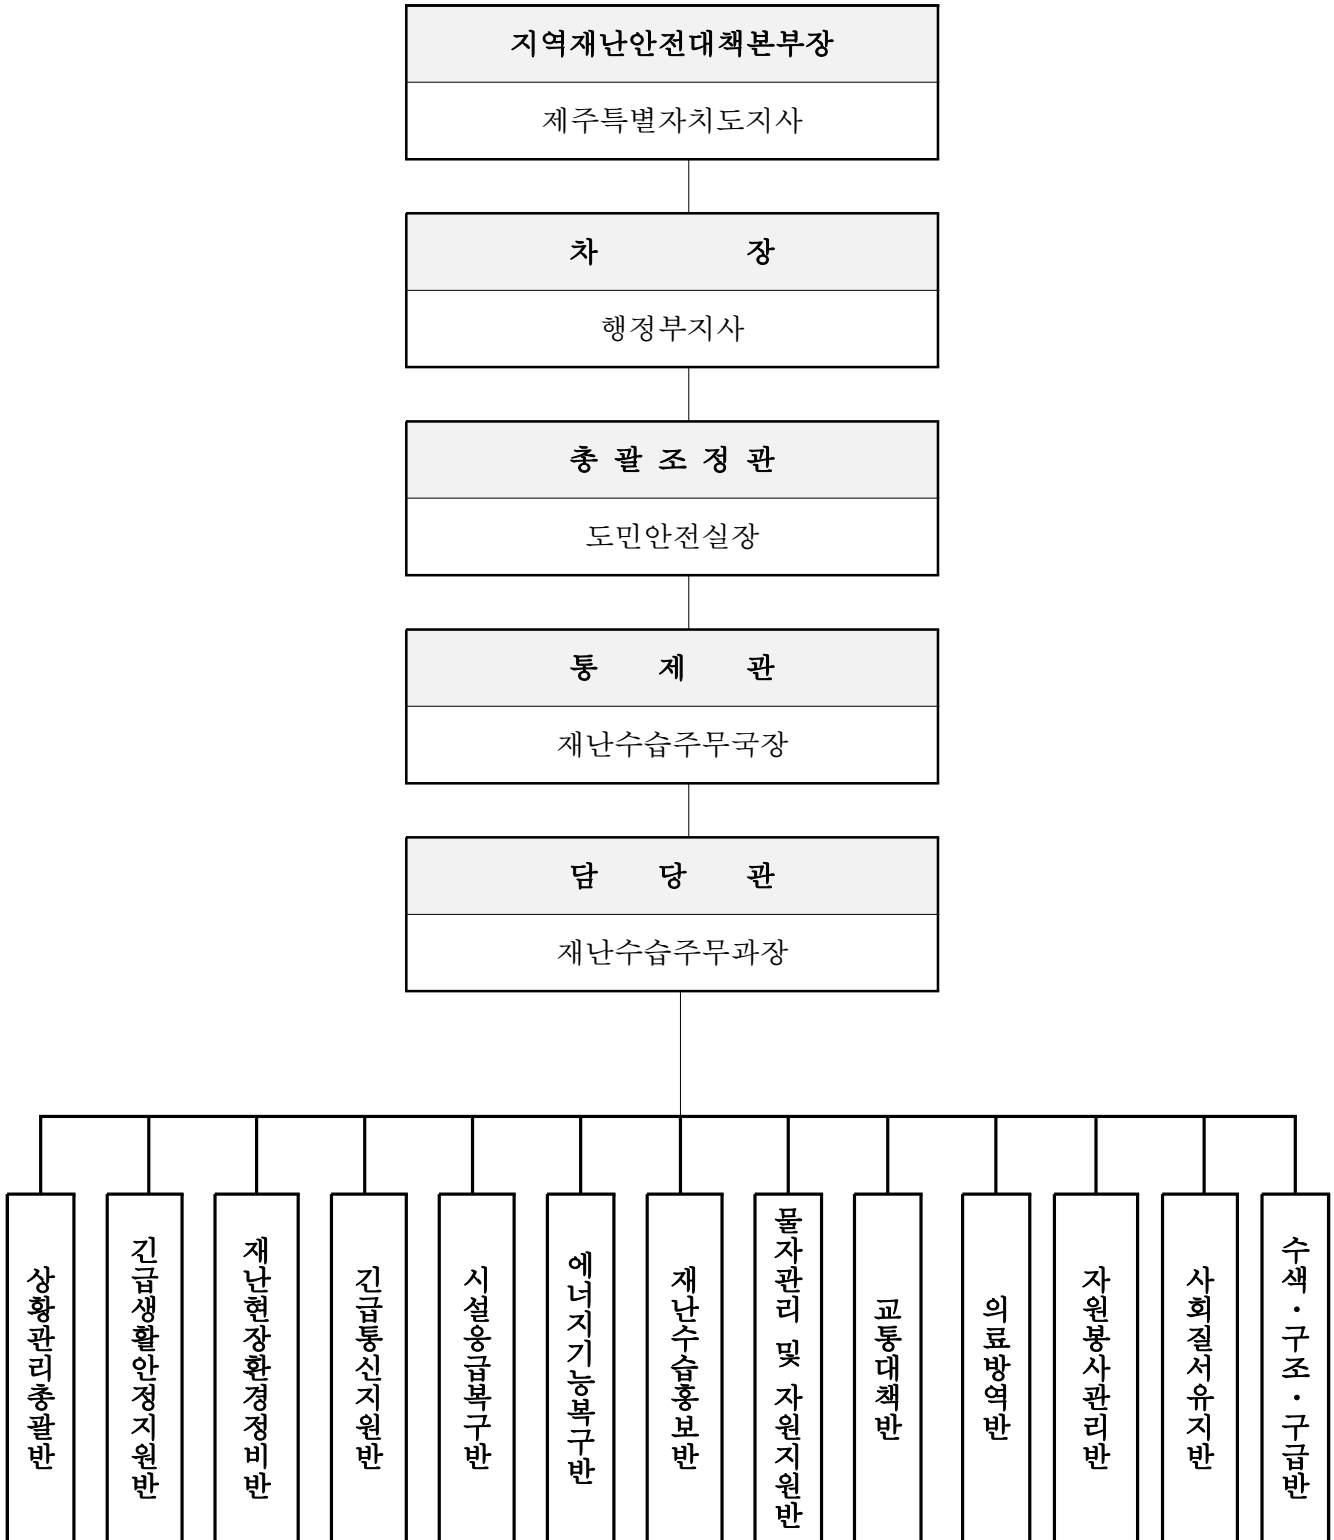 지역재난안전대책본부장
제주특별자치도지사
차 장
행정부지사
총 괄 조 정 관
도민안전실장
통 제 관
재난수습주무국장
담 당 관
재난수습주무과장
상황관리총괄반
긴급생활안정지원반
재난현장환경정비반
긴급통신지원반
시설응급복구반
에너지기능복구반
재난수습홍보반
물자관리 및 자원지원반
교통대책반
의료방역반
자원봉사관리반
사회질서유지반
수색·구조·구급반